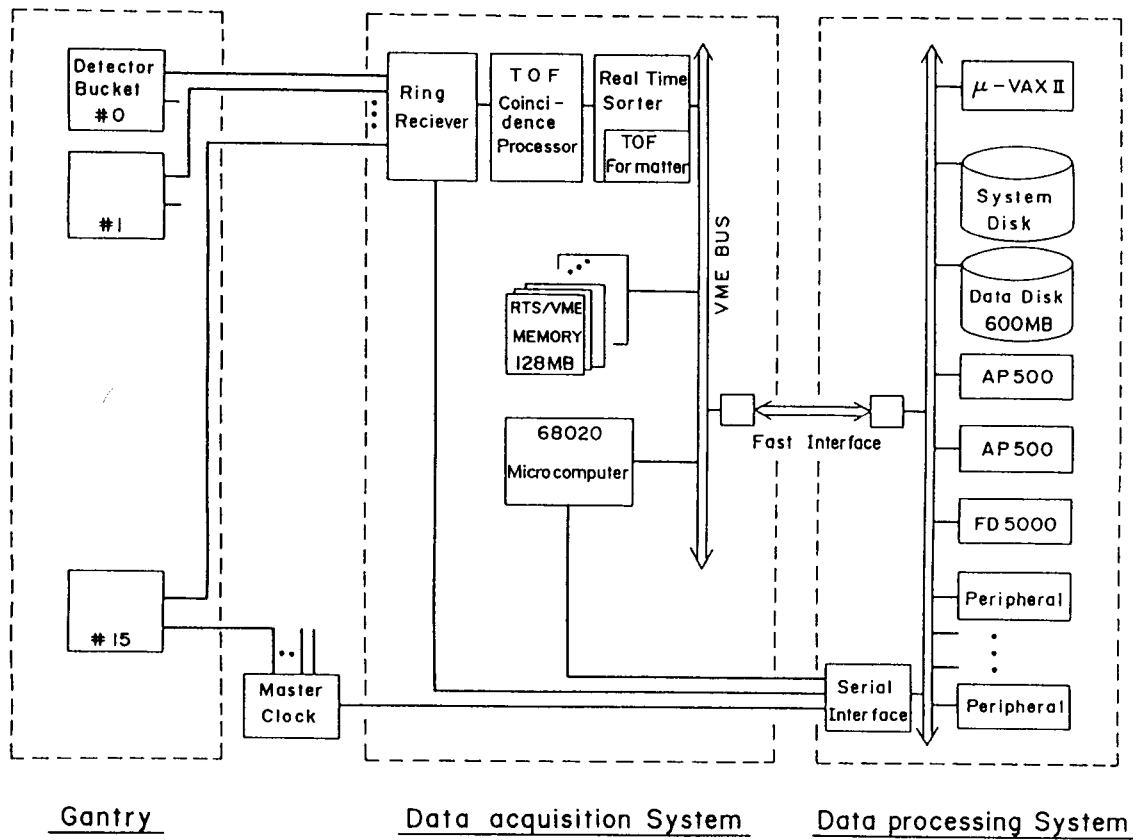 Detector
Bucket
#0
#1
#15
Master
Clock
Ring
Reciever
TOF
Coinci-
dence
Processor
Real Time
Sorter
TOF
Formatter
RTS/VME
MEMORY
128MB
68020
Microcomputer
VME BUS
Fast Interface
Serial
Interface
μ-VAX II
System
Disk
Data Disk
600MB
AP500
AP500
FD5000
Peripheral
Peripheral
Gantry
Data acquisition System
Data processing System